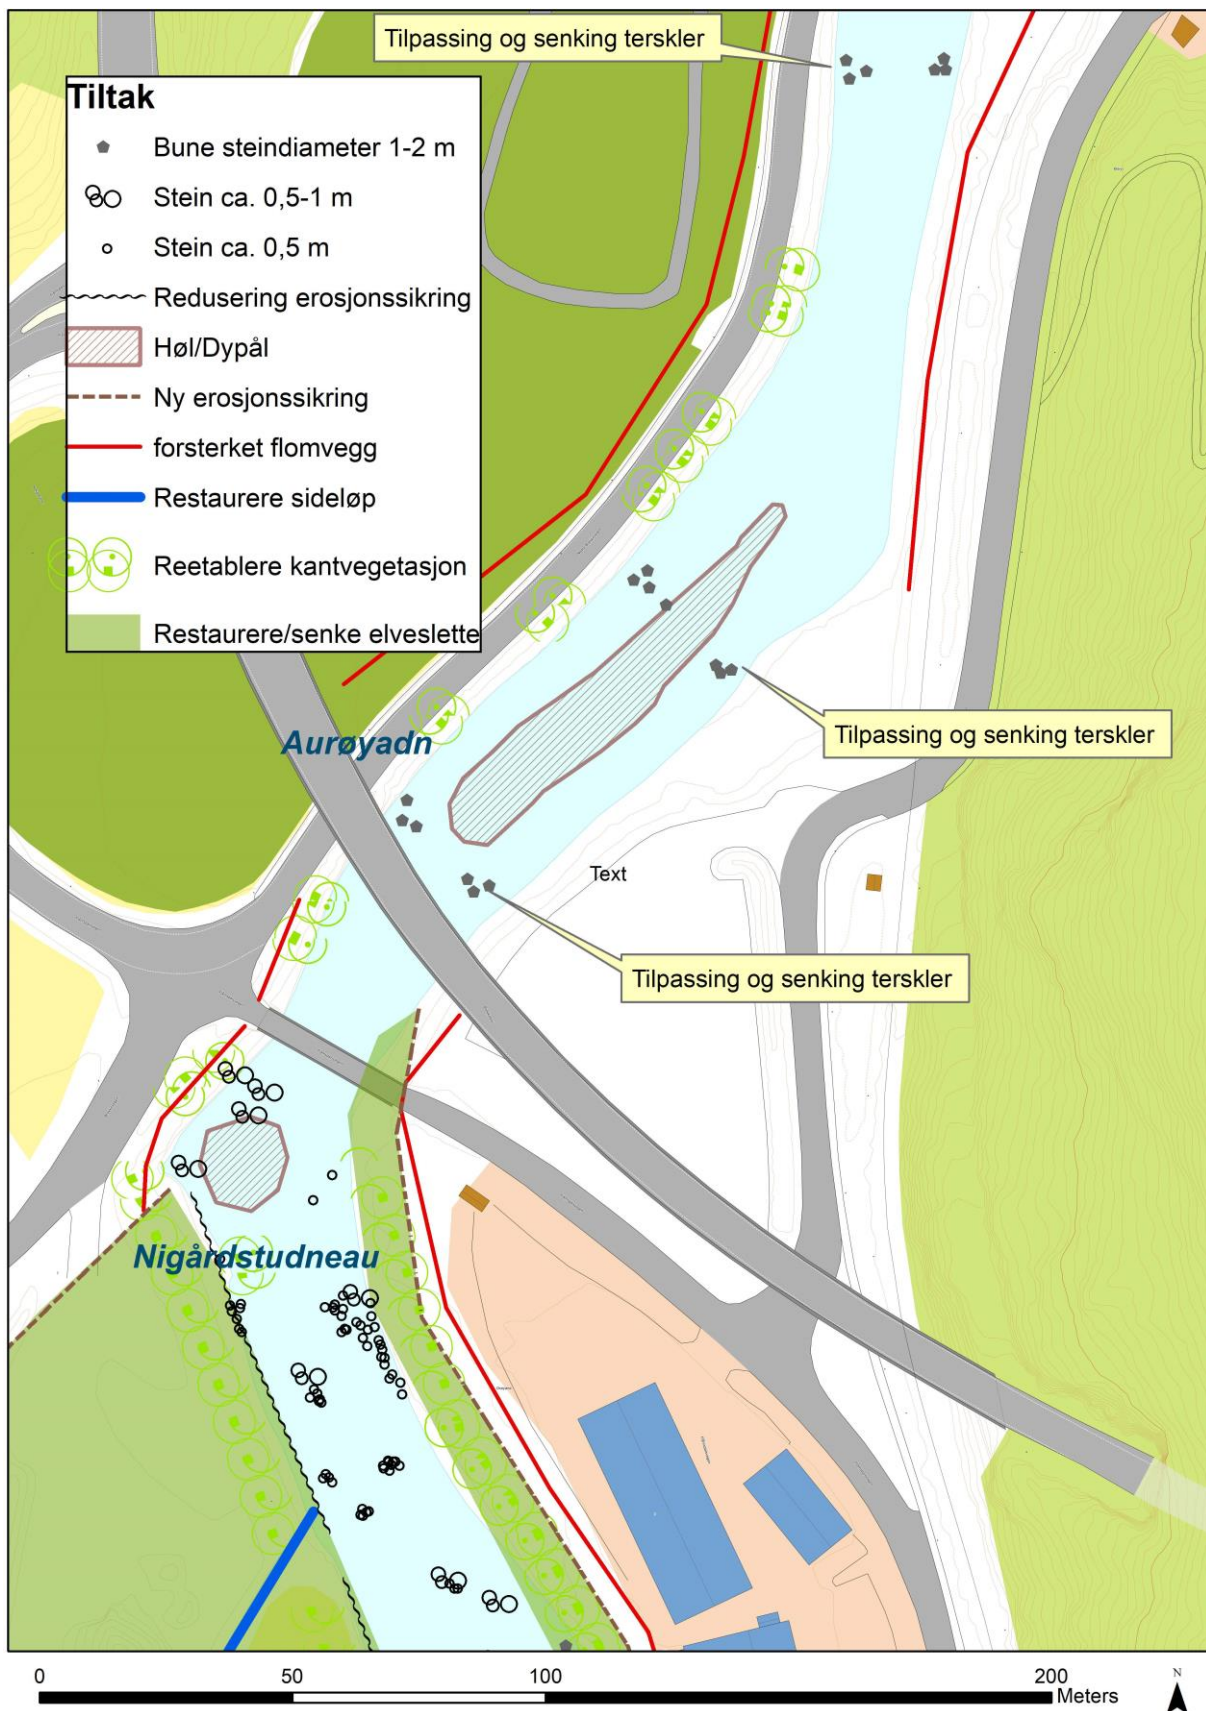 Tilpassing og senking terskler
Tiltak
Bune steindiameter 1-2 m
Stein ca. 0,5-1 m
Stein ca. 0,5 m
Redusering erosjonssikring
Høl/Dypål
Ny erosjonssikring
forsterket flomvegg
Restaurere sideløp
Reetablere kantvegetasjon
Restaurere/senke elveslette
Tilpassing og senking terskler
Aurøyadn
Text
Tilpassing og senking terskler
Nigårdstudneau
0 50 100 200
Meters
N